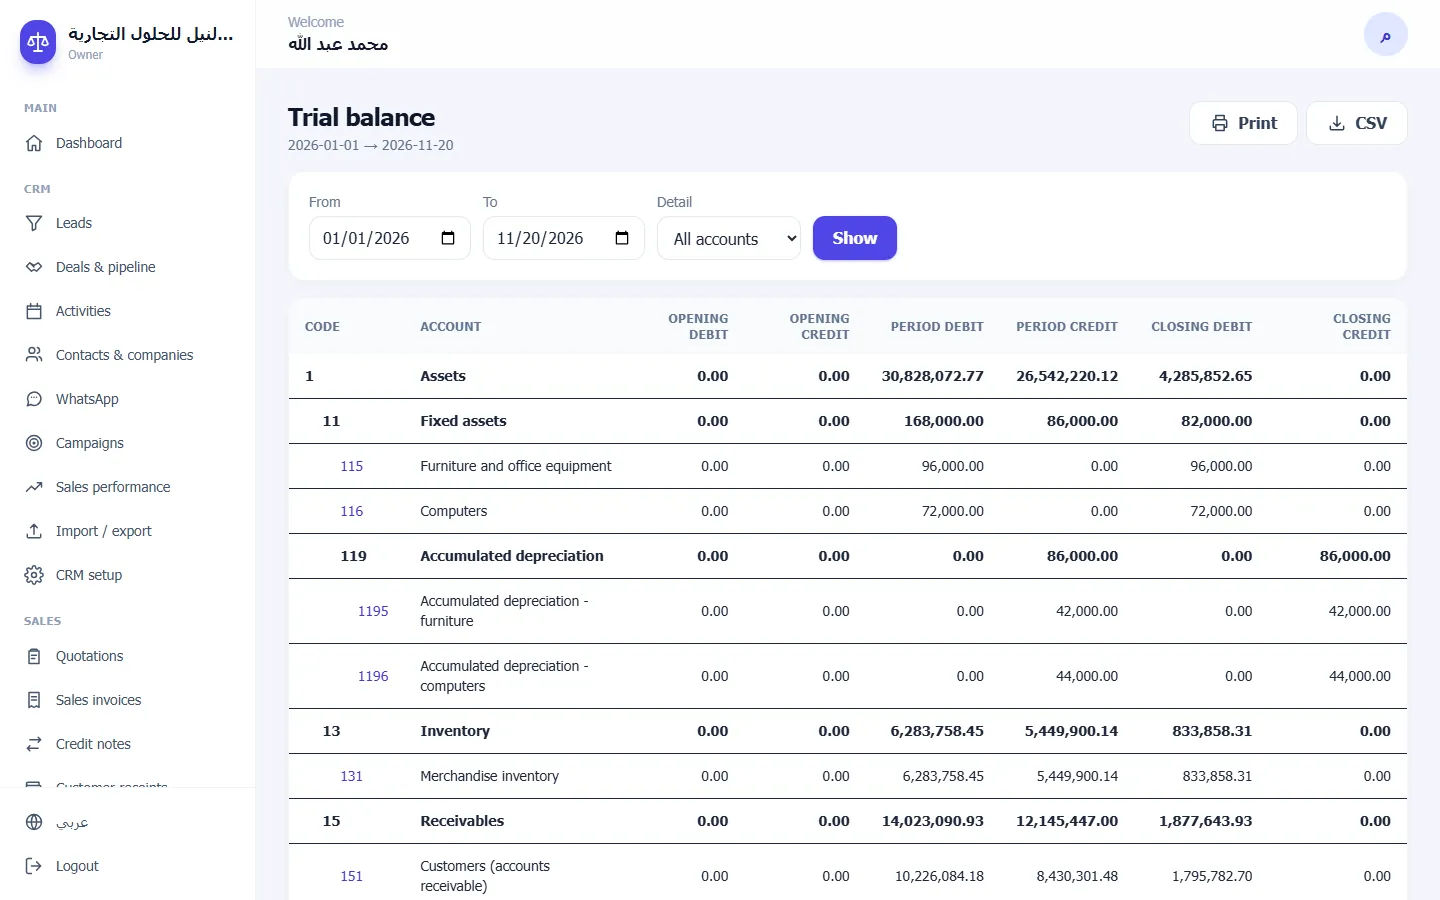 ...لنيل للحلول التجارية
Owner
MAIN
Dashboard
CRM
Leads
Deals & pipeline
Activities
Contacts & companies
WhatsApp
Campaigns
Sales performance
Import / export
CRM setup
SALES
Quotations
Sales invoices
Credit notes
Customer receipts
عربي
Logout
Welcome
محمد عبد الله
م
Trial balance
2026-01-01 → 2026-11-20
Print
CSV
From To Detail
01/01/2026 11/20/2026 All accounts Show
CODE ACCOUNT OPENING DEBIT OPENING CREDIT PERIOD DEBIT PERIOD CREDIT CLOSING DEBIT CLOSING CREDIT
1 Assets 0.00 0.00 30,828,072.77 26,542,220.12 4,285,852.65 0.00
11 Fixed assets 0.00 0.00 168,000.00 86,000.00 82,000.00 0.00
115 Furniture and office equipment 0.00 0.00 96,000.00 0.00 96,000.00 0.00
116 Computers 0.00 0.00 72,000.00 0.00 72,000.00 0.00
119 Accumulated depreciation 0.00 0.00 0.00 86,000.00 0.00 86,000.00
1195 Accumulated depreciation - furniture 0.00 0.00 0.00 42,000.00 0.00 42,000.00
1196 Accumulated depreciation - computers 0.00 0.00 0.00 44,000.00 0.00 44,000.00
13 Inventory 0.00 0.00 6,283,758.45 5,449,900.14 833,858.31 0.00
131 Merchandise inventory 0.00 0.00 6,283,758.45 5,449,900.14 833,858.31 0.00
15 Receivables 0.00 0.00 14,023,090.93 12,145,447.00 1,877,643.93 0.00
151 Customers (accounts receivable) 0.00 0.00 10,226,084.18 8,430,301.48 1,795,782.70 0.00